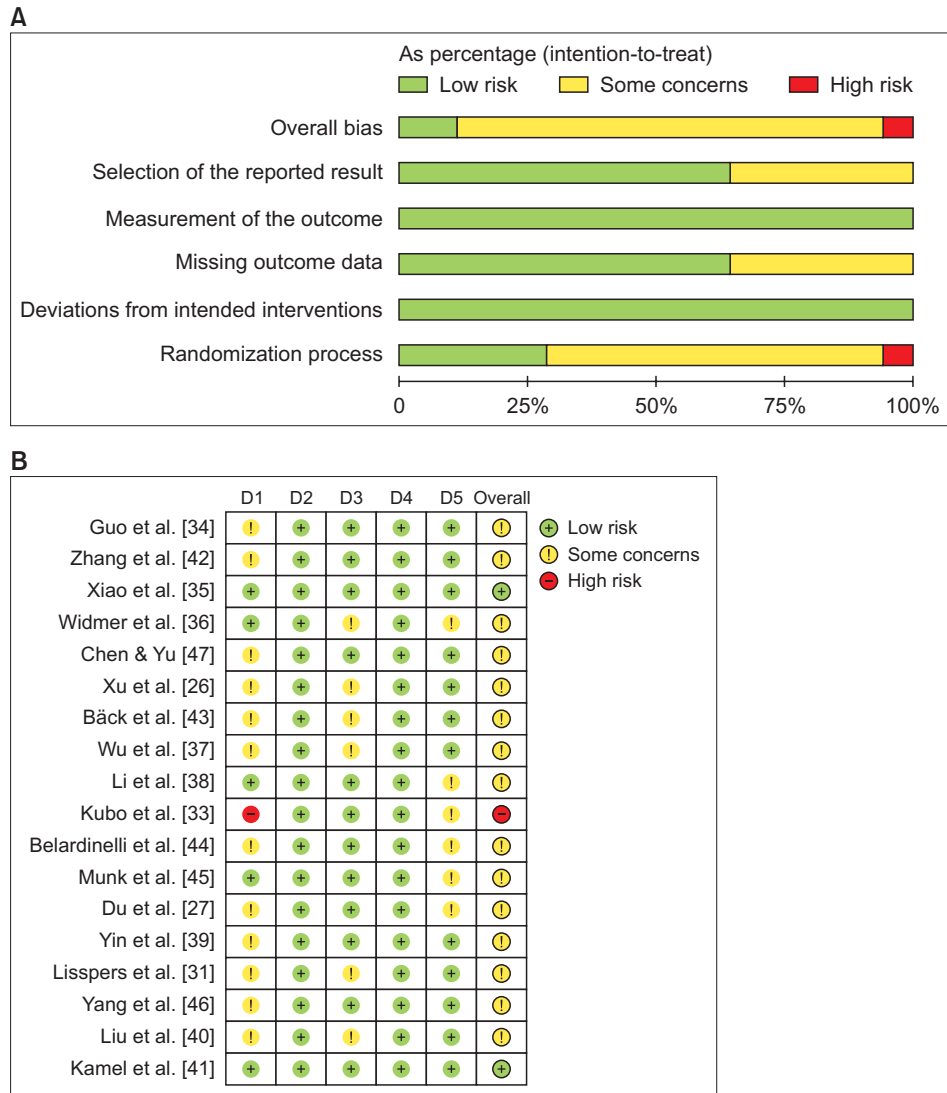 A
As percentage (intention-to-treat)
Low risk Some concerns High risk
Overall bias
Selection of the reported result
Measurement of the outcome
Missing outcome data
Deviations from intended interventions
Randomization process
0 25% 50% 75% 100%
B
D1 D2 D3 D4 D5 Overall
Guo et al. [34] ! + + + + !
Zhang et al. [42] ! + + + + !
Xiao et al. [35] + + + + + +
Widmer et al. [36] + + ! + ! !
Chen & Yu [47] ! + + + + !
Xu et al. [26] ! + ! + + !
Bäck et al. [43] ! + ! + + !
Wu et al. [37] ! + ! + + !
Li et al. [38] + + + + ! !
Kubo et al. [33] − + + + ! −
Belardinelli et al. [44] ! + + + ! !
Munk et al. [45] + + + + ! !
Du et al. [27] ! + + + ! !
Yin et al. [39] ! + + + + !
Lisspers et al. [31] ! + ! + + !
Yang et al. [46] ! + + + + !
Liu et al. [40] ! + ! + + !
Kamel et al. [41] + + + + + +
+ Low risk
! Some concerns
− High risk